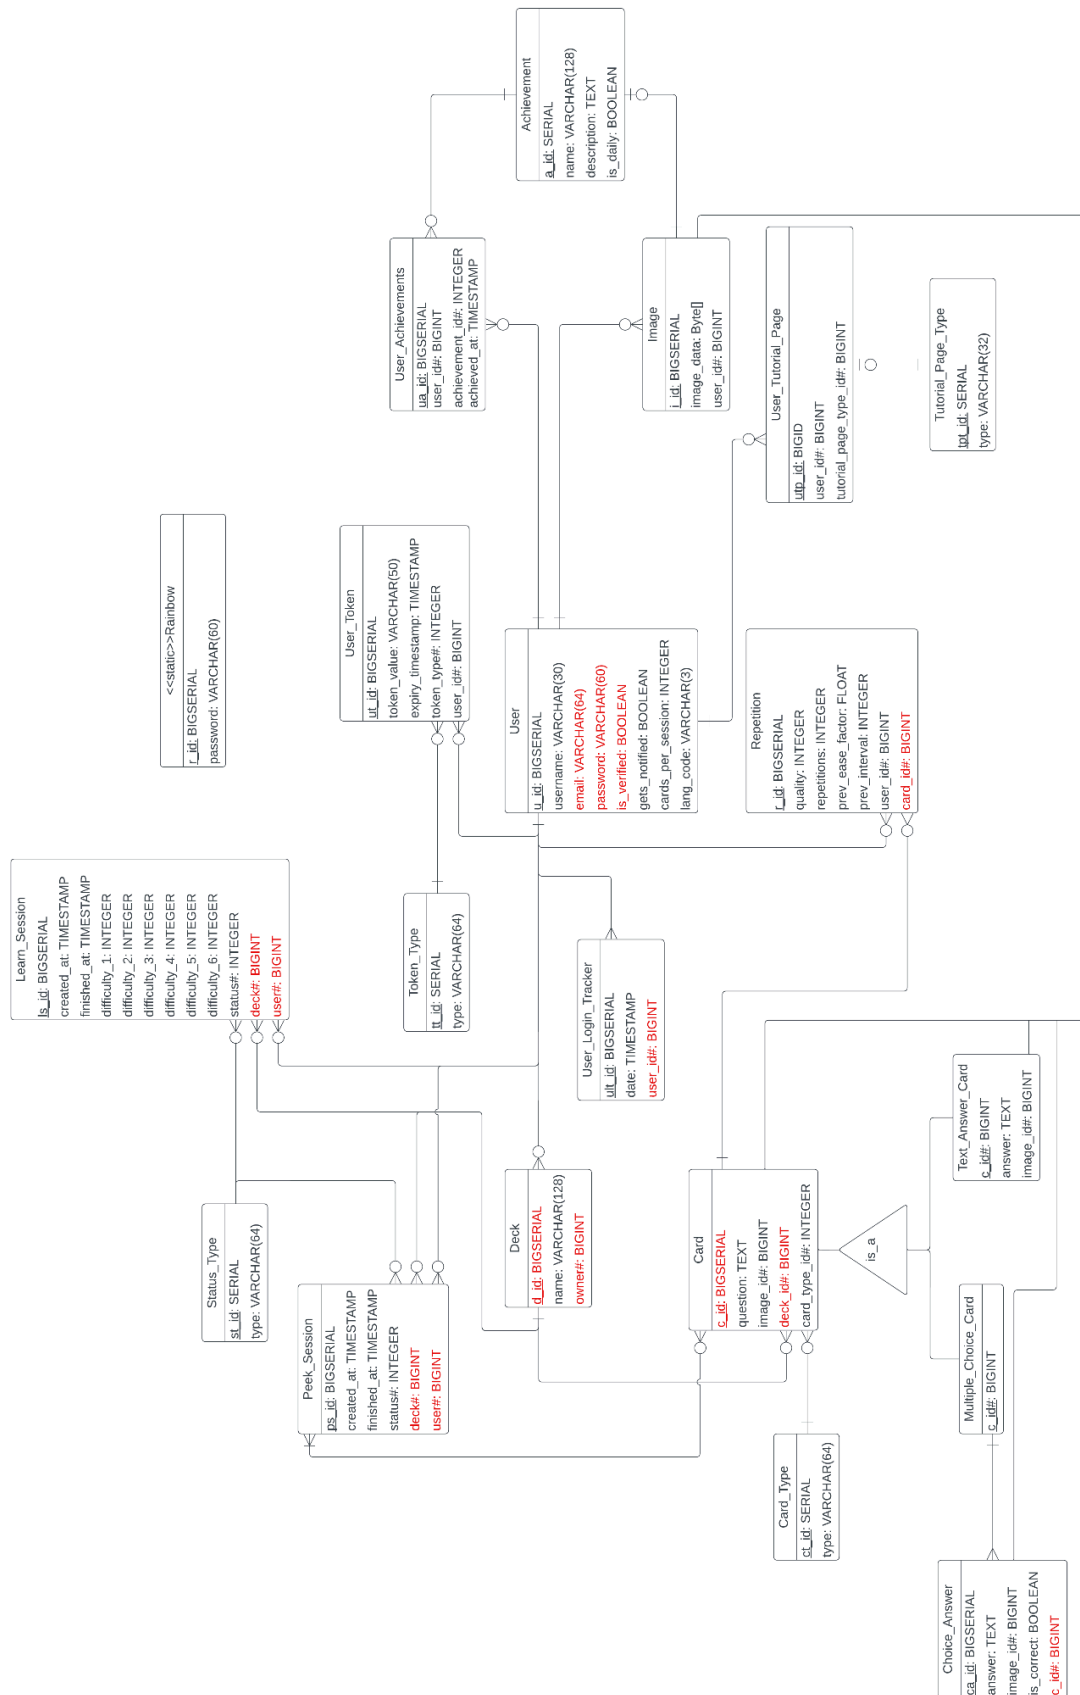 Achievement
a_id: SERIAL
name: VARCHAR(128)
description: TEXT
is_daily: BOOLEAN
User_Achievements
ua_id: BIGSERIAL
user_id#: BIGINT
achievement_id#: INTEGER
achieved_at: TIMESTAMP
Image
i_id: BIGSERIAL
image_data: Byte[]
user_id#: BIGINT
User_Tutorial_Page
utp_id: BIGID
user_id#: BIGINT
tutorial_page_type_id#: BIGINT
Tutorial_Page_Type
tpt_id: SERIAL
type: VARCHAR(32)
<<static>>Rainbow
r_id: BIGSERIAL
password: VARCHAR(60)
User_Token
ut_id: BIGSERIAL
token_value: VARCHAR(50)
expiry_timestamp: TIMESTAMP
token_type#: INTEGER
user_id#: BIGINT
User
u_id: BIGSERIAL
username: VARCHAR(30)
email: VARCHAR(64)
password: VARCHAR(60)
is_verified: BOOLEAN
gets_notified: BOOLEAN
cards_per_session: INTEGER
lang_code: VARCHAR(3)
Repetition
r_id: BIGSERIAL
quality: INTEGER
repetitions: INTEGER
prev_ease_factor: FLOAT
prev_interval: INTEGER
user_id#: BIGINT
card_id#: BIGINT
Learn_Session
ls_id: BIGSERIAL
created_at: TIMESTAMP
finished_at: TIMESTAMP
difficulty_1: INTEGER
difficulty_2: INTEGER
difficulty_3: INTEGER
difficulty_4: INTEGER
difficulty_5: INTEGER
difficulty_6: INTEGER
status#: INTEGER
deck#: BIGINT
user#: BIGINT
Token_Type
tt_id: SERIAL
type: VARCHAR(64)
User_Login_Tracker
ult_id: BIGSERIAL
date: TIMESTAMP
user_id#: BIGINT
Text_Answer_Card
c_id#: BIGINT
answer: TEXT
image_id#: BIGINT
Status_Type
st_id: SERIAL
type: VARCHAR(64)
Peek_Session
ps_id: BIGSERIAL
created_at: TIMESTAMP
finished_at: TIMESTAMP
status#: INTEGER
deck#: BIGINT
user#: BIGINT
Deck
d_id: BIGSERIAL
name: VARCHAR(128)
owner#: BIGINT
Card
c_id: BIGSERIAL
question: TEXT
image_id#: BIGINT
deck_id#: BIGINT
card_type_id#: INTEGER
is_a
Multiple_Choice_Card
c_id#: BIGINT
Card_Type
ct_id: SERIAL
type: VARCHAR(64)
Choice_Answer
ca_id: BIGSERIAL
answer: TEXT
image_id#: BIGINT
is_correct: BOOLEAN
c_id#: BIGINT